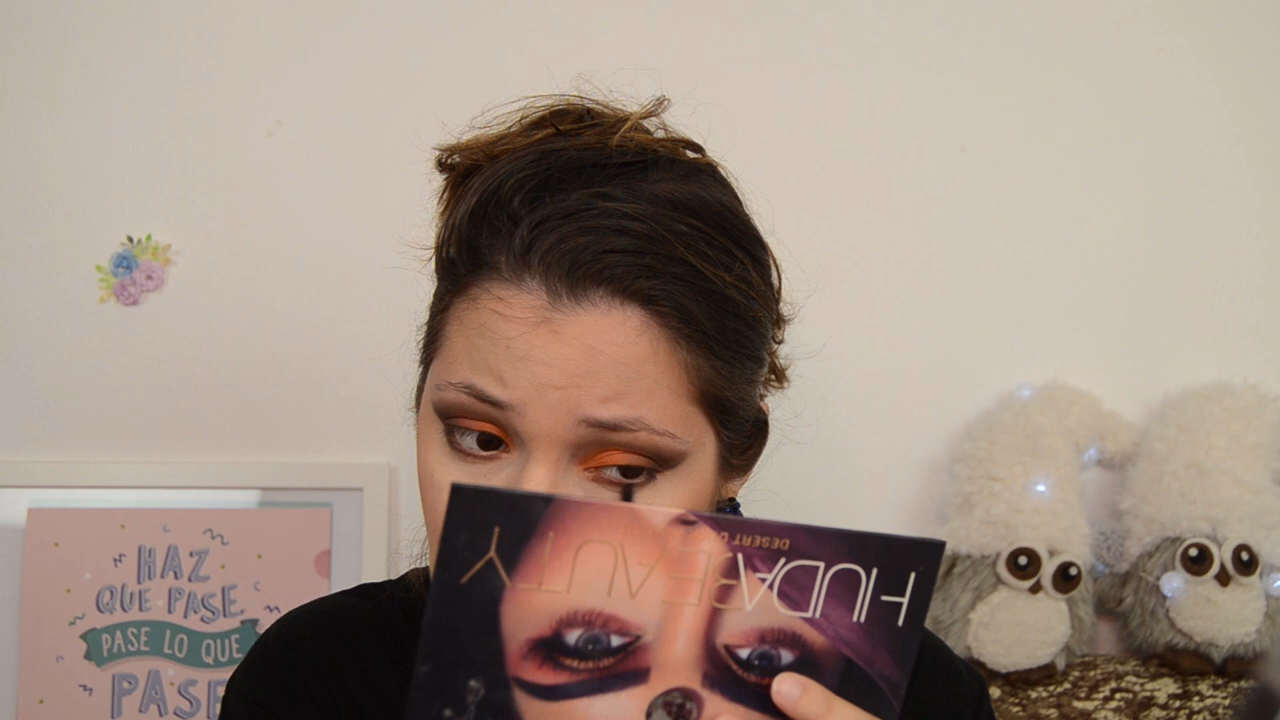 HAZ
QUE PASE
PASE LO QUE
PASE
HUDABEAUTY
DESERT D